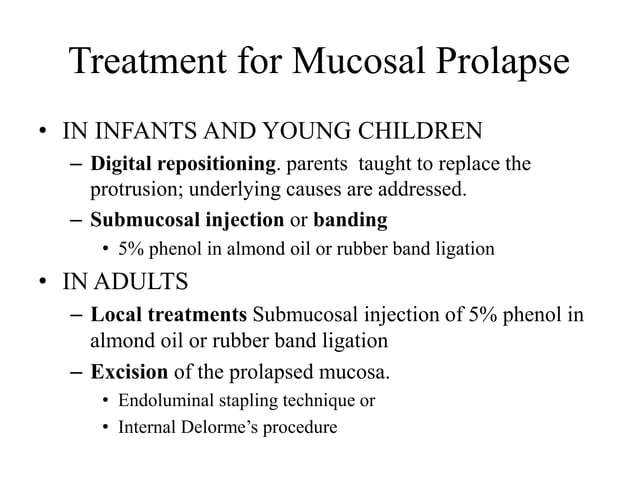 Treatment for Mucosal Prolapse
• IN INFANTS AND YOUNG CHILDREN
– Digital repositioning. parents taught to replace the
protrusion; underlying causes are addressed.
– Submucosal injection or banding
• 5% phenol in almond oil or rubber band ligation
• IN ADULTS
– Local treatments Submucosal injection of 5% phenol in
almond oil or rubber band ligation
– Excision of the prolapsed mucosa.
• Endoluminal stapling technique or
• Internal Delorme’s procedure